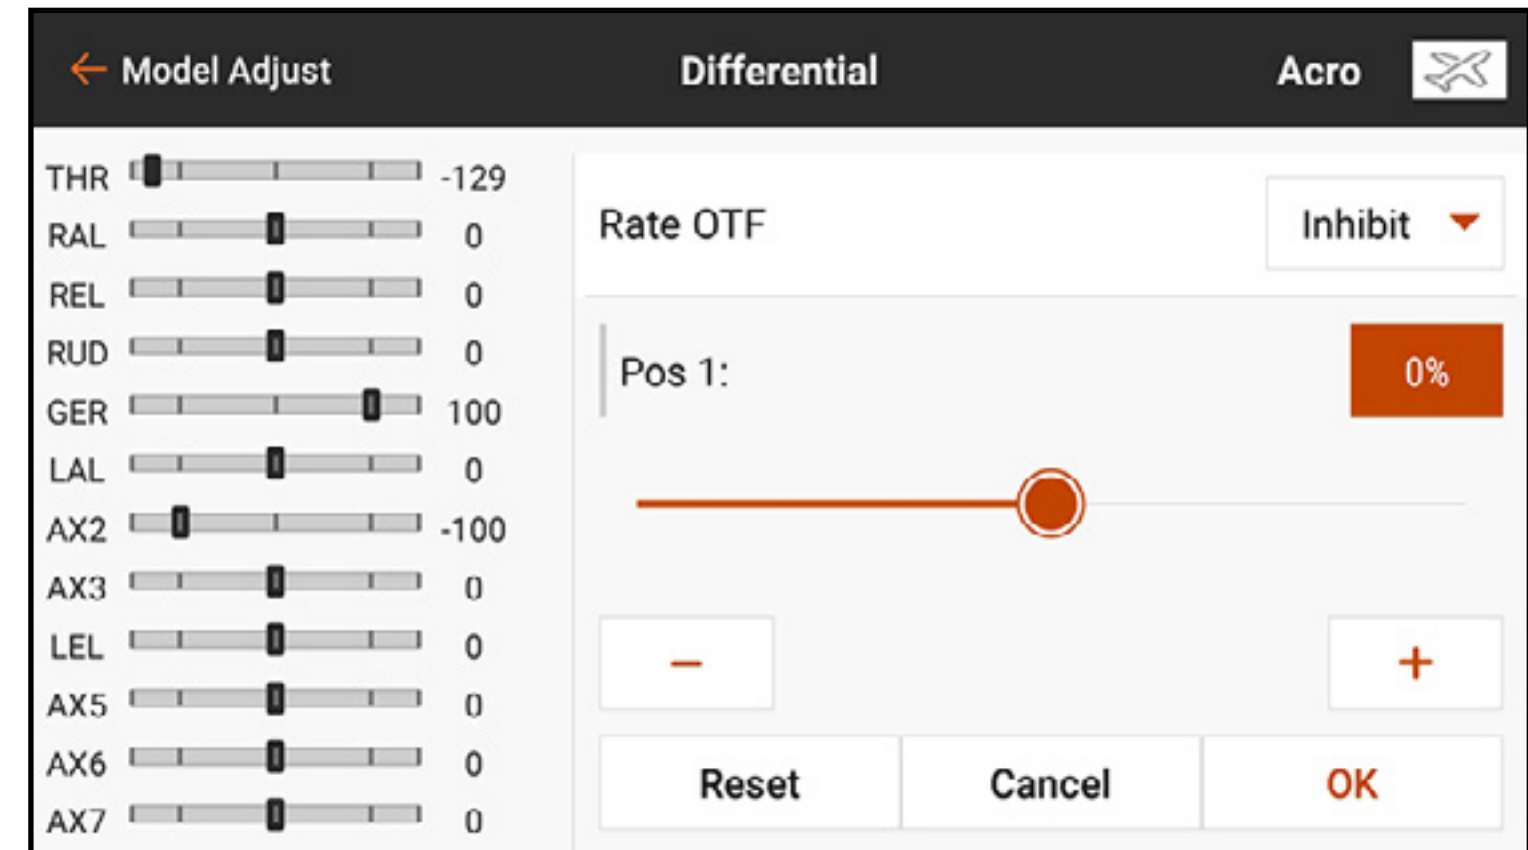 ← Model Adjust Differential Acro
THR -129
RAL 0
REL 0
RUD 0
GER 100
LAL 0
AX2 -100
AX3 0
LEL 0
AX5 0
AX6 0
AX7 0
Rate OTF Inhibit
Pos 1: 0%
− +
Reset Cancel OK